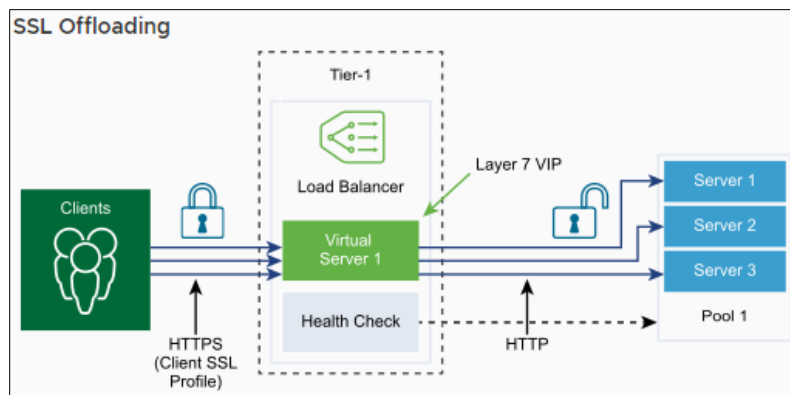 SSL Offloading
Tier-1
Load Balancer
Layer 7 VIP
Clients
Virtual
Server 1
Server 1
Server 2
Server 3
Health Check
Pool 1
HTTPS
(Client SSL
Profile)
HTTP